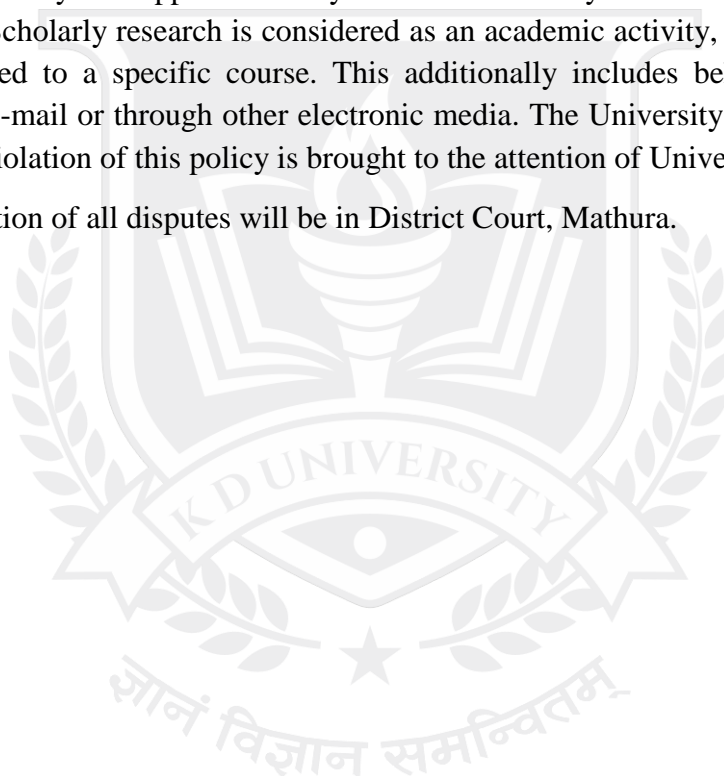 Scholarly research is considered as an academic activity,
ed to a specific course. This additionally includes be
-mail or through other electronic media. The University
iolation of this policy is brought to the attention of Unive
tion of all disputes will be in District Court, Mathura.
K D UNIVERSITY
ज्ञानं विज्ञान समन्वितम्